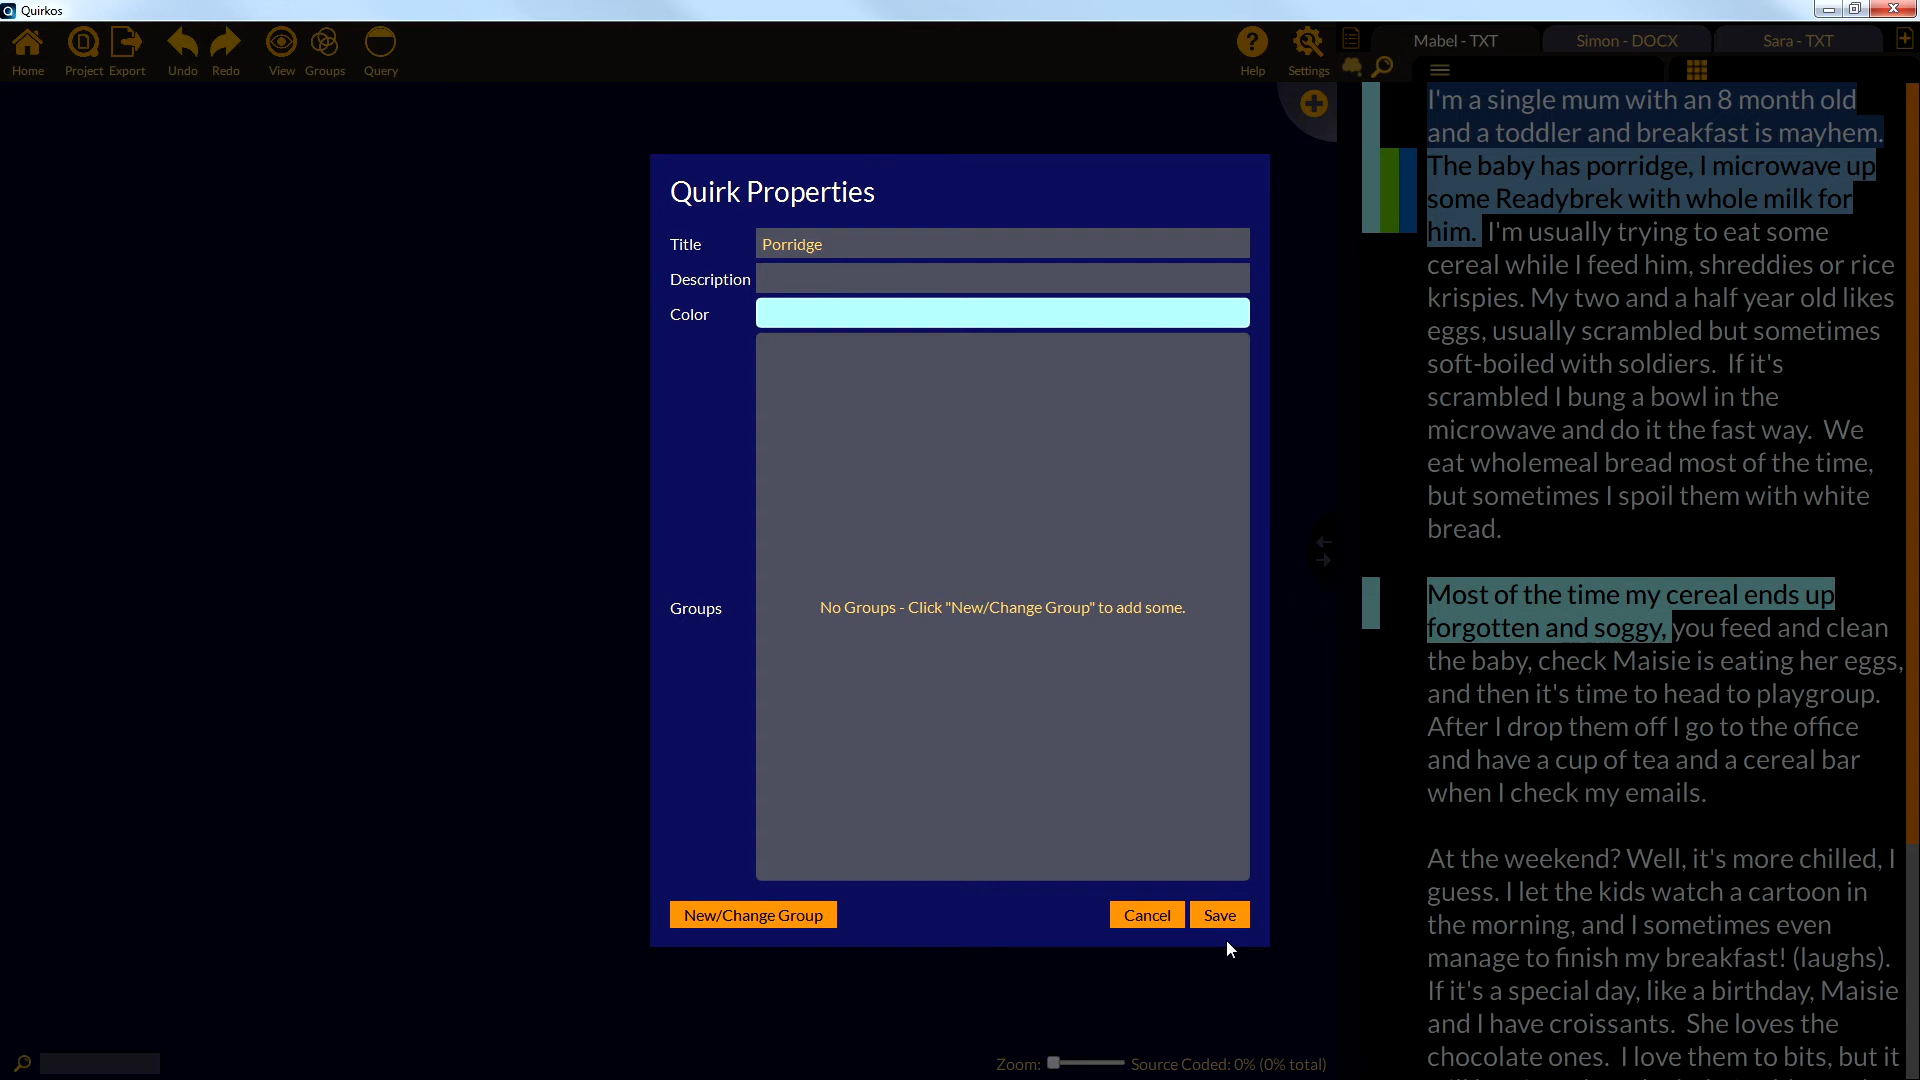 Quirkos
Home
Project
Export
Undo
Redo
View
Groups
Query
Help
Settings
Mabel - TXT
Simon - DOCX
Sara - TXT
Quirk Properties
Title
Porridge
Description
Color
Groups
No Groups - Click "New/Change Group" to add some.
New/Change Group
Cancel
Save
I'm a single mum with an 8 month old
and a toddler and breakfast is mayhem.
The baby has porridge, I microwave up
some Readybrek with whole milk for
him. I'm usually trying to eat some
cereal while I feed him, shreddies or rice
krispies. My two and a half year old likes
eggs, usually scrambled but sometimes
soft-boiled with soldiers. If it's
scrambled I bung a bowl in the
microwave and do it the fast way. We
eat wholemeal bread most of the time,
but sometimes I spoil them with white
bread.
Most of the time my cereal ends up
forgotten and soggy, you feed and clean
the baby, check Maisie is eating her eggs,
and then it's time to head to playgroup.
After I drop them off I go to the office
and have a cup of tea and a cereal bar
when I check my emails.
At the weekend? Well, it's more chilled, I
guess. I let the kids watch a cartoon in
the morning, and I sometimes even
manage to finish my breakfast! (laughs).
If it's a special day, like a birthday, Maisie
and I have croissants. She loves the
chocolate ones. I love them to bits, but it
Zoom:
Source Coded: 0% (0% total)